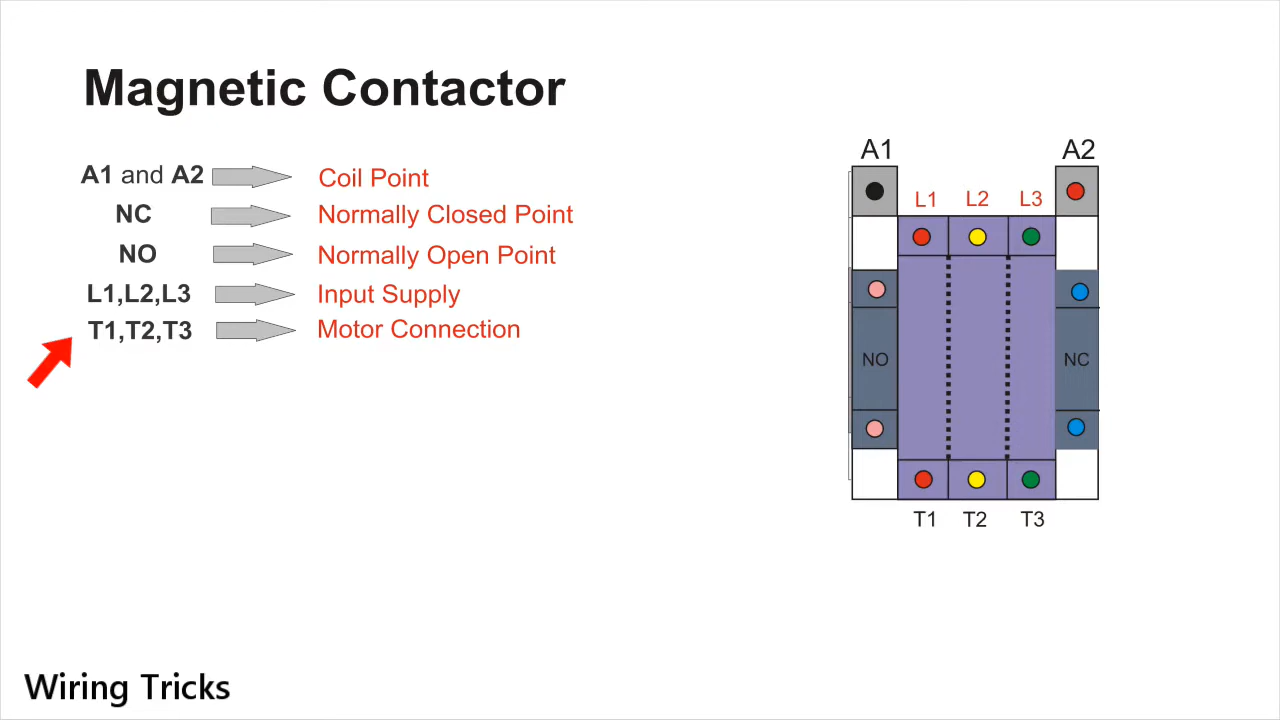 Magnetic Contactor
A1 and A2 Coil Point
NC Normally Closed Point
NO Normally Open Point
L1,L2,L3 Input Supply
T1,T2,T3 Motor Connection
A1 A2
L1 L2 L3
NO NC
T1 T2 T3
Wiring Tricks